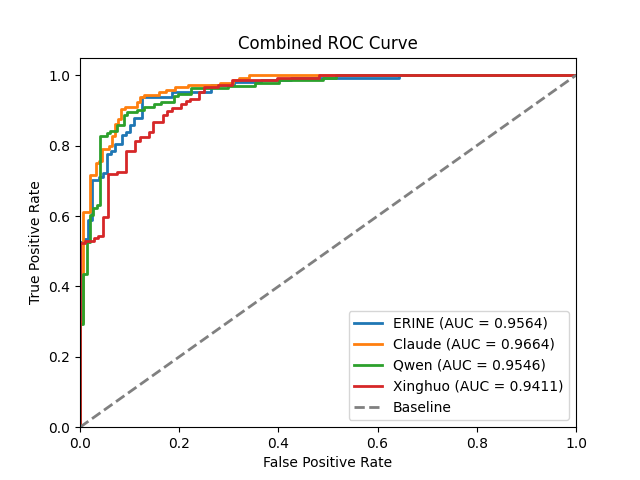 Combined ROC Curve
True Positive Rate
1.0
0.8
0.6
0.4
0.2
0.0
0.0 0.2 0.4 0.6 0.8 1.0
False Positive Rate
ERINE (AUC = 0.9564)
Claude (AUC = 0.9664)
Qwen (AUC = 0.9546)
Xinghuo (AUC = 0.9411)
Baseline